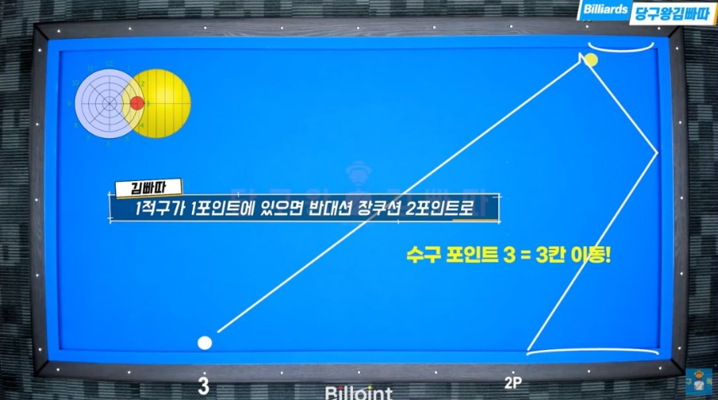 Billiards 당구왕김빠따
김빠따
1적구가 1포인트에 있으면 반대선 장쿠션 2포인트로
수구 포인트 3 = 3칸 이동!
3
2P
Billoint